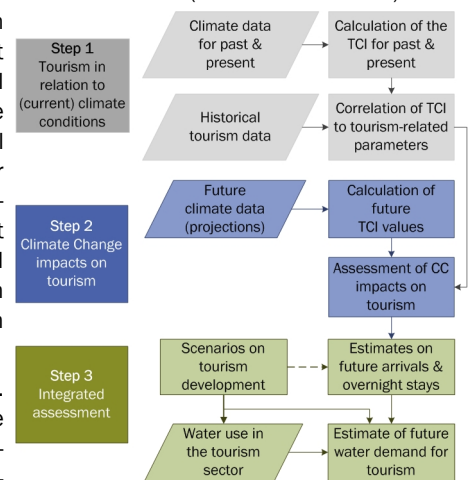 Step 1
Tourism in
relation to
(current) climate
conditions
Climate data
for past &
present
Calculation of the
TCI for past &
present
Historical
tourism data
Correlation of TCI
to tourism-related
parameters
Step 2
Climate Change
impacts on
tourism
Future
climate data
(projections)
Calculation of
future
TCI values
Assessment of CC
impacts on
tourism
Step 3
Integrated
assessment
Scenarios on
tourism
development
Estimates on
future arrivals &
overnight stays
Water use in
the tourism
sector
Estimate of future
water demand for
tourism